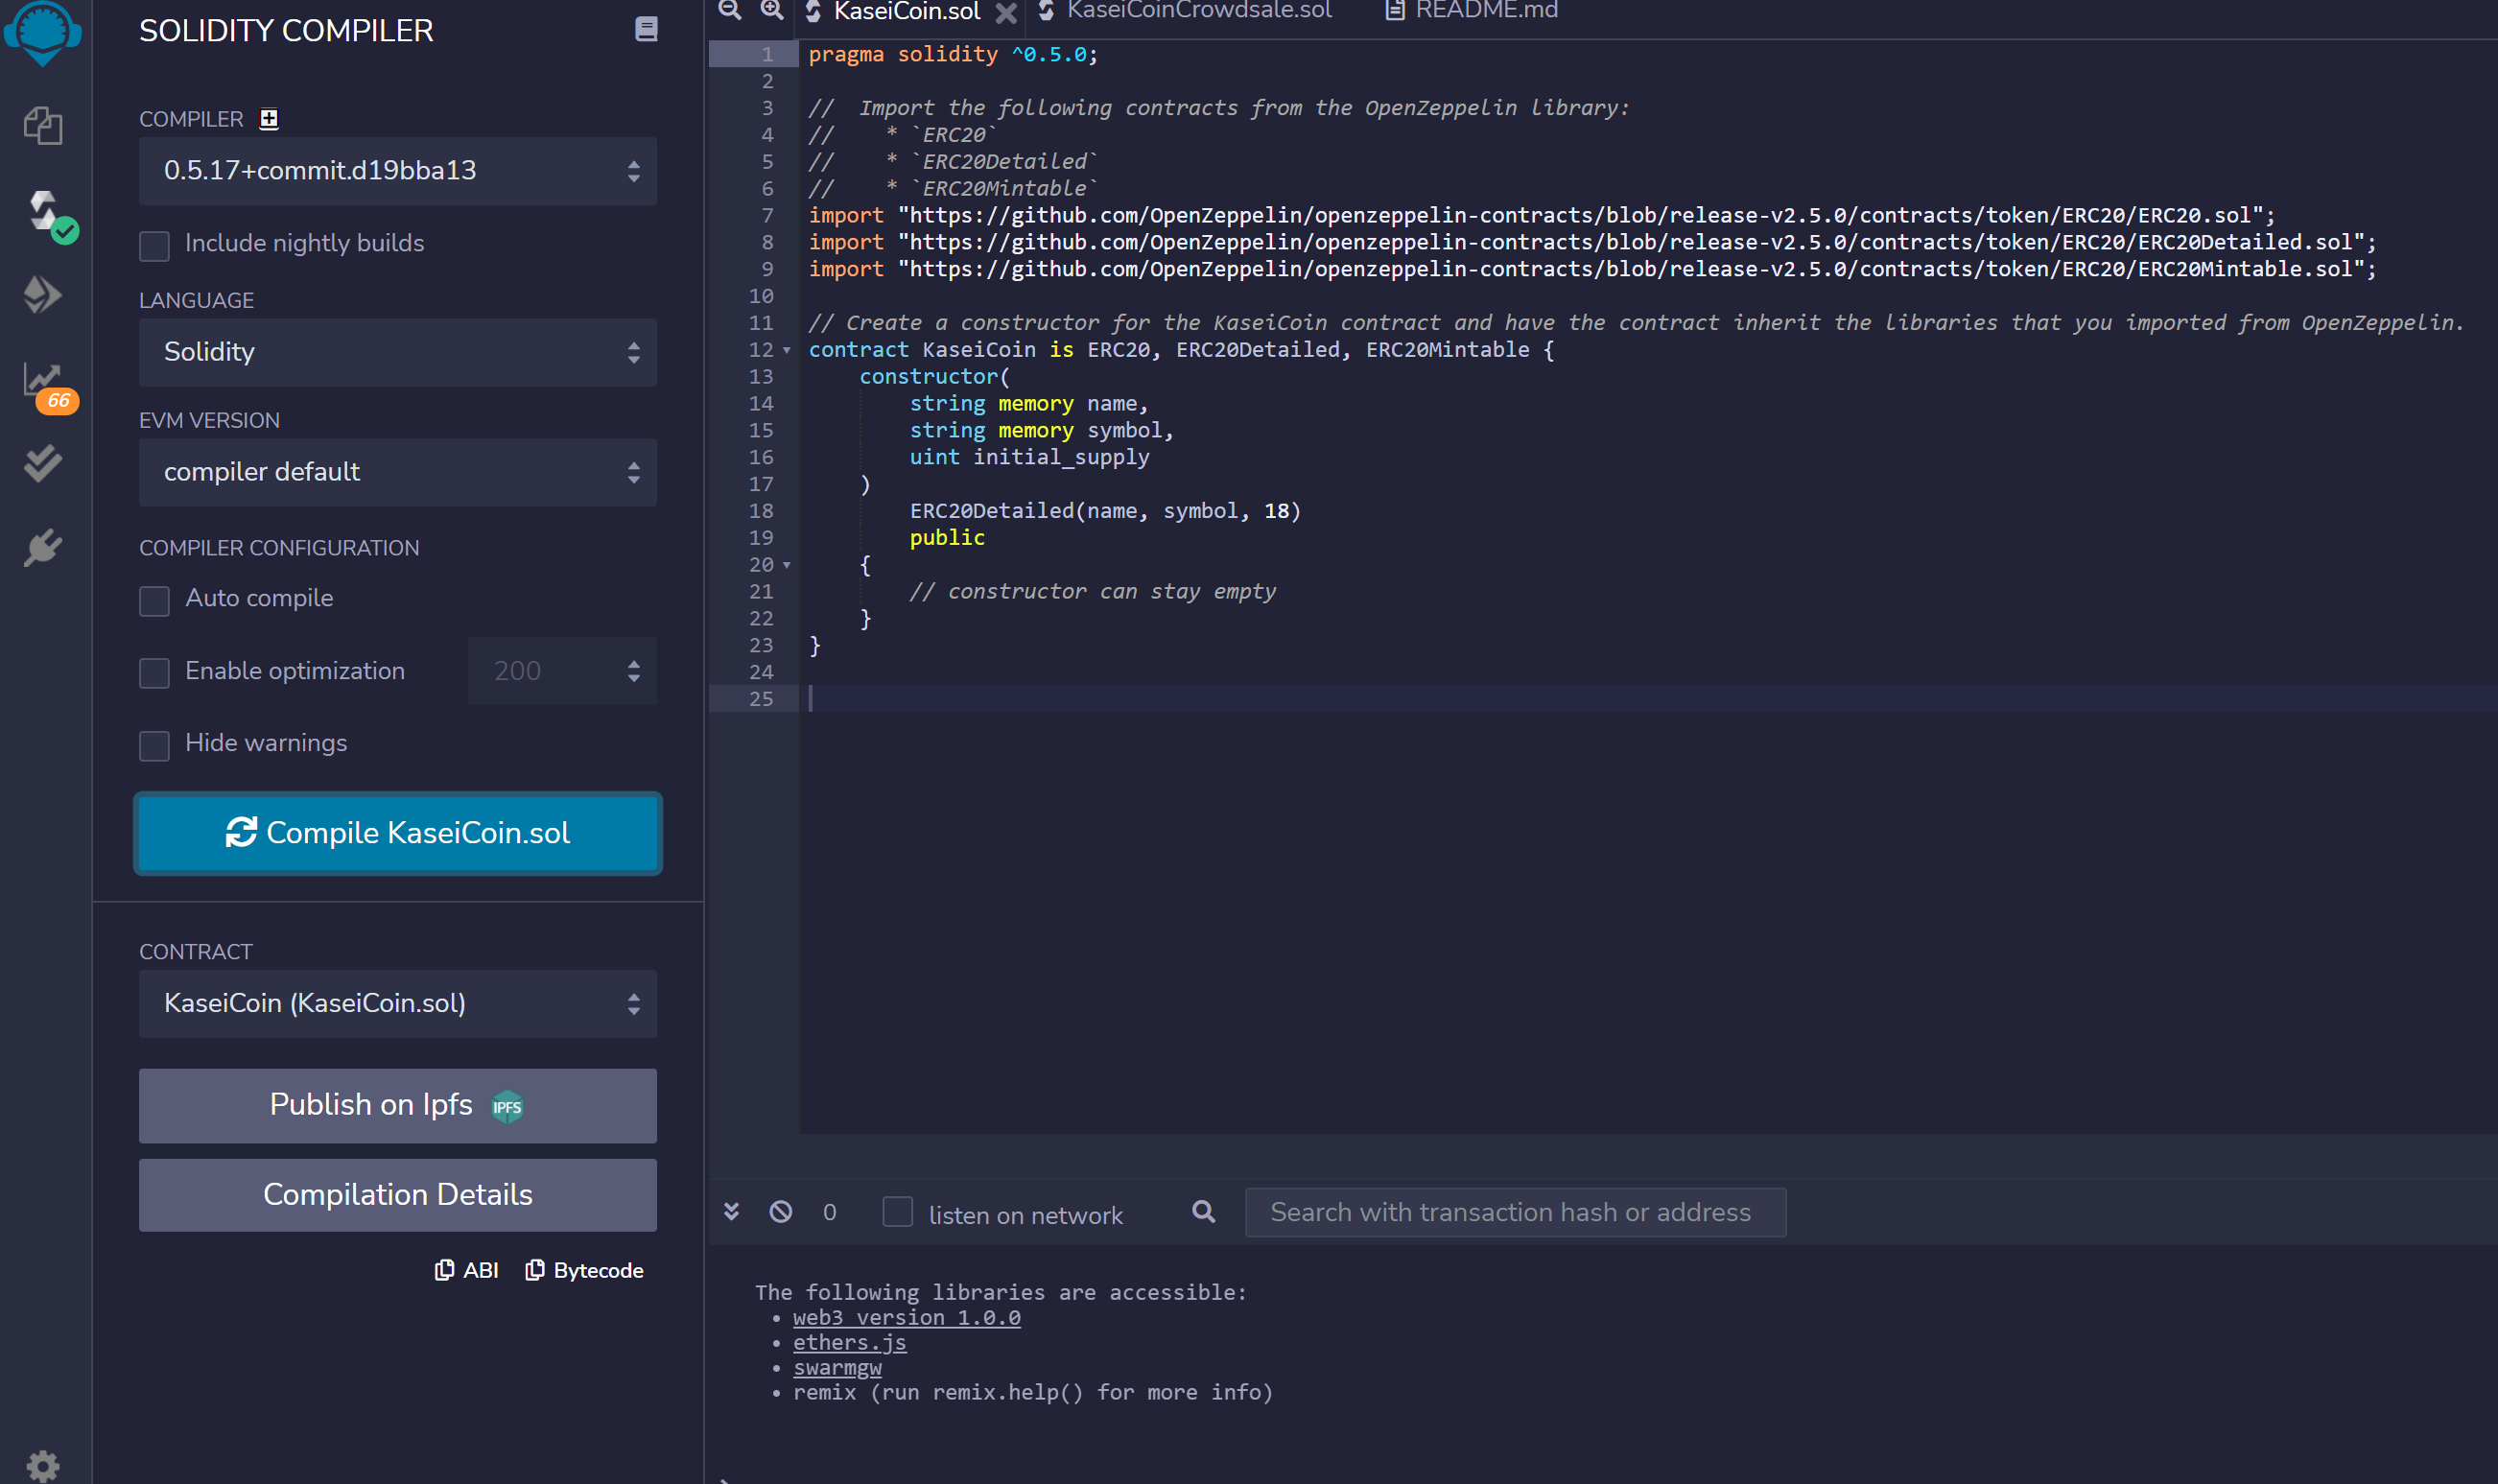 SOLIDITY COMPILER
COMPILER
0.5.17+commit.d19bba13
Include nightly builds
LANGUAGE
Solidity
EVM VERSION
compiler default
COMPILER CONFIGURATION
Auto compile
Enable optimization
200
Hide warnings
Compile KaseiCoin.sol
CONTRACT
KaseiCoin (KaseiCoin.sol)
Publish on Ipfs IPFS
Compilation Details
ABI Bytecode
66
KaseiCoin.sol KaseiCoinCrowdsale.sol README.md
1 pragma solidity ^0.5.0;
2
3 //  Import the following contracts from the OpenZeppelin library:
4 //    * `ERC20`
5 //    * `ERC20Detailed`
6 //    * `ERC20Mintable`
7 import "https://github.com/OpenZeppelin/openzeppelin-contracts/blob/release-v2.5.0/contracts/token/ERC20/ERC20.sol";
8 import "https://github.com/OpenZeppelin/openzeppelin-contracts/blob/release-v2.5.0/contracts/token/ERC20/ERC20Detailed.sol";
9 import "https://github.com/OpenZeppelin/openzeppelin-contracts/blob/release-v2.5.0/contracts/token/ERC20/ERC20Mintable.sol";
10
11 // Create a constructor for the KaseiCoin contract and have the contract inherit the libraries that you imported from OpenZeppelin.
12 contract KaseiCoin is ERC20, ERC20Detailed, ERC20Mintable {
13     constructor(
14         string memory name,
15         string memory symbol,
16         uint initial_supply
17     )
18         ERC20Detailed(name, symbol, 18)
19         public
20     {
21         // constructor can stay empty
22     }
23 }
24
25
0 listen on network Search with transaction hash or address
The following libraries are accessible:
• web3 version 1.0.0
• ethers.js
• swarmgw
• remix (run remix.help() for more info)